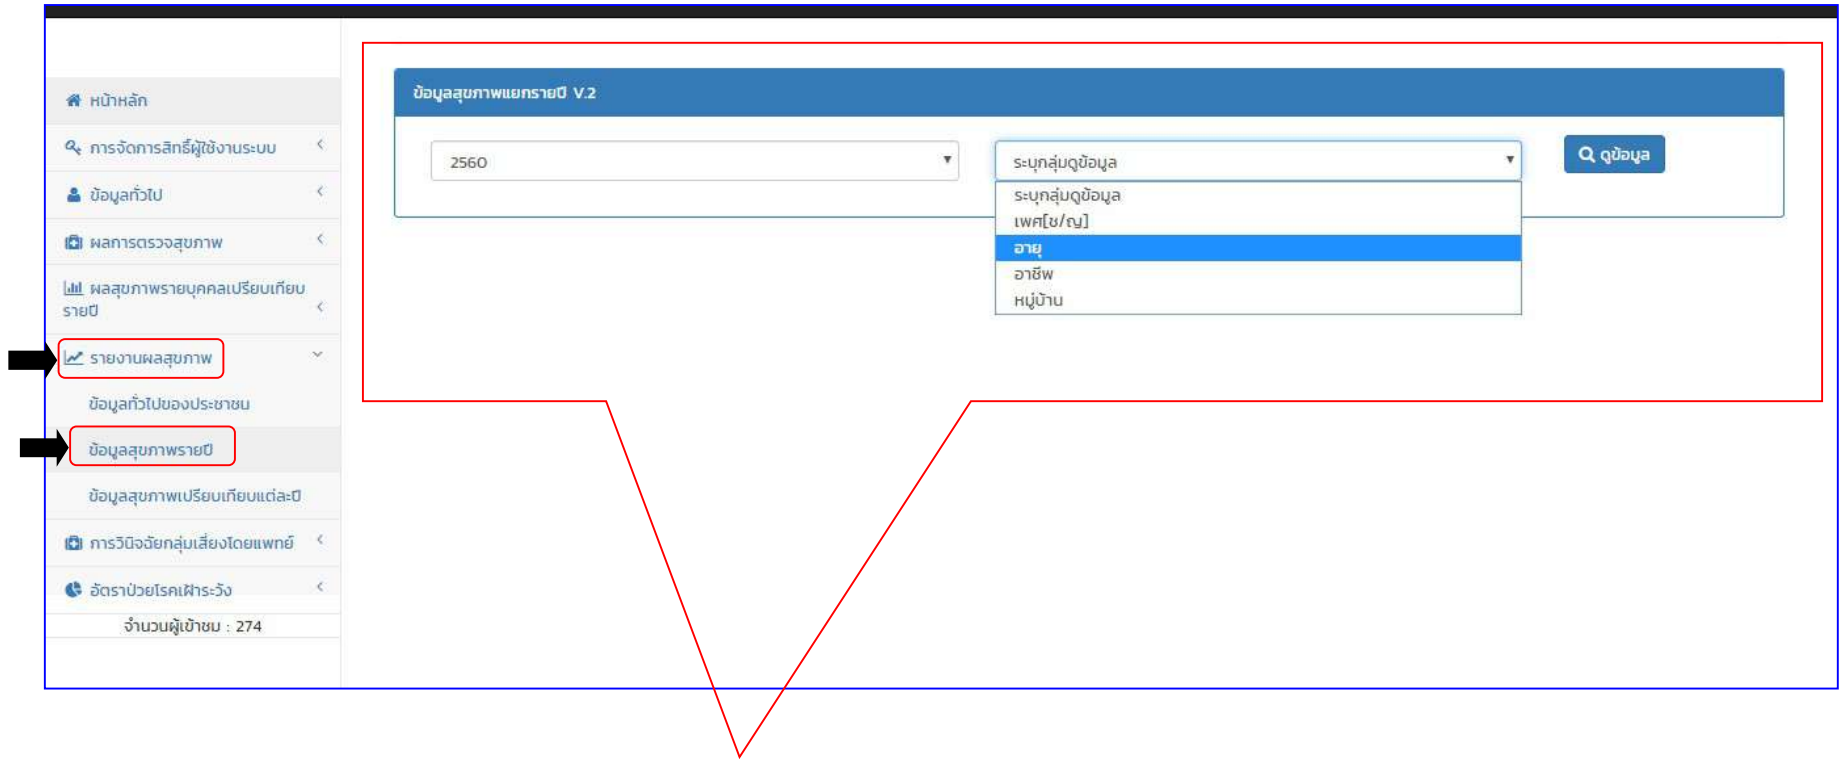 หน้าหลัก
การจัดการสิทธิ์ผู้ใช้งานระบบ
ข้อมูลทั่วไป
ผลการตรวจสุขภาพ
ผลสุขภาพรายบุคคลเปรียบเทียบ
รายปี
รายงานผลสุขภาพ
ข้อมูลทั่วไปของประชาชน
ข้อมูลสุขภาพรายปี
ข้อมูลสุขภาพเปรียบเทียบแต่ละปี
การวินิจฉัยกลุ่มเสี่ยงโดยแพทย์
อัตราป่วยโรคเฝ้าระวัง
จำนวนผู้เข้าชม : 274
ข้อมูลสุขภาพแยกรายปี V.2
2560
ระบุกลุ่มดูข้อมูล
ดูข้อมูล
ระบุกลุ่มดูข้อมูล
เพศ[ช/ญ]
อายุ
อาชีพ
หมู่บ้าน